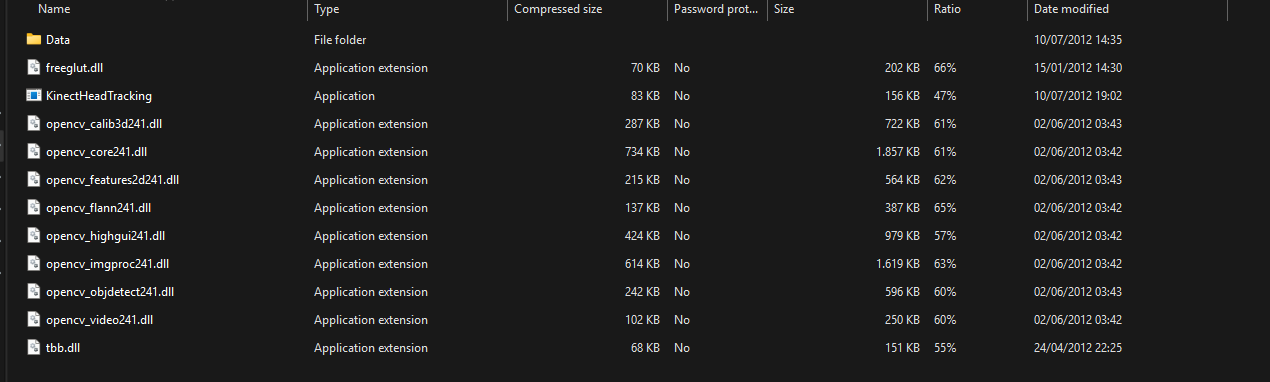 Name Type Compressed size Password prot... Size Ratio Date modified
Data File folder 10/07/2012 14:35
freeglut.dll Application extension 70 KB No 202 KB 66% 15/01/2012 14:30
KinectHeadTracking Application 83 KB No 156 KB 47% 10/07/2012 19:02
opencv_calib3d241.dll Application extension 287 KB No 722 KB 61% 02/06/2012 03:43
opencv_core241.dll Application extension 734 KB No 1.857 KB 61% 02/06/2012 03:42
opencv_features2d241.dll Application extension 215 KB No 564 KB 62% 02/06/2012 03:43
opencv_flann241.dll Application extension 137 KB No 387 KB 65% 02/06/2012 03:42
opencv_highgui241.dll Application extension 424 KB No 979 KB 57% 02/06/2012 03:42
opencv_imgproc241.dll Application extension 614 KB No 1.619 KB 63% 02/06/2012 03:42
opencv_objdetect241.dll Application extension 242 KB No 596 KB 60% 02/06/2012 03:43
opencv_video241.dll Application extension 102 KB No 250 KB 60% 02/06/2012 03:42
tbb.dll Application extension 68 KB No 151 KB 55% 24/04/2012 22:25